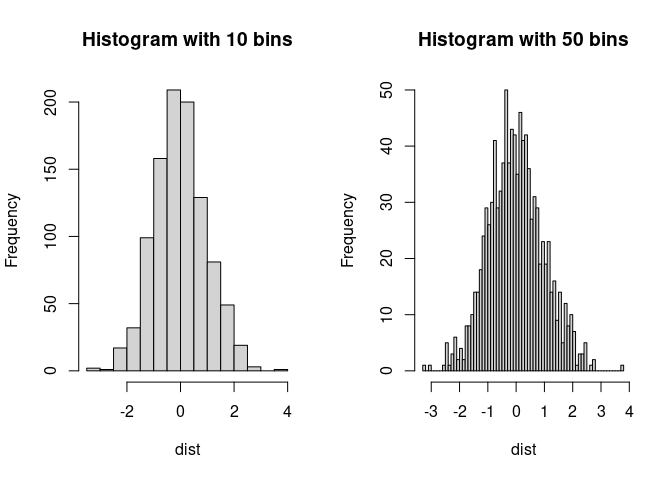 Histogram with 10 bins
Frequency
200
150
100
50
0
-2 0 2 4
dist
Histogram with 50 bins
Frequency
50
40
30
20
10
0
-3 -2 -1 0 1 2 3 4
dist